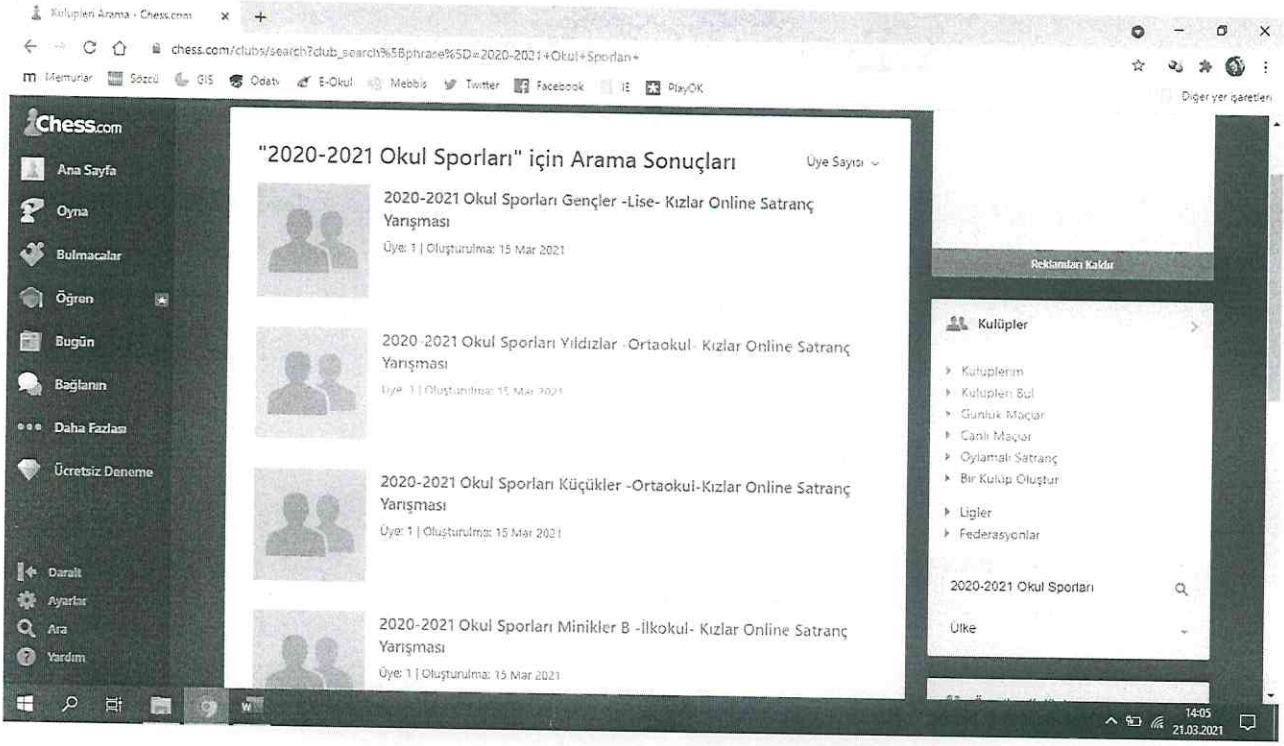 Kulüpleri Arama - Chess.com
chess.com/clubs/search?club_search%5Bphrase%5D=2020-2021+Okul+Sporları+
Memurlar Sözcü GİS Odatv E-Okul Mebbis Twitter Facebook IE PlayOK
Diğer yer işaretleri
Chess.com
Ana Sayfa
Oyna
Bulmacalar
Öğren
Bugün
Bağlanın
Daha Fazlası
Ücretsiz Deneme
Daralt
Ayarlar
Ara
Yardım
"2020-2021 Okul Sporları" için Arama Sonuçları
Üye Sayısı
2020-2021 Okul Sporları Gençler -Lise- Kızlar Online Satranç
Yarışması
Üye: 1 | Oluşturulma: 15 Mar 2021
2020-2021 Okul Sporları Yıldızlar -Ortaokul- Kızlar Online Satranç
Yarışması
Üye: 1 | Oluşturulma: 15 Mar 2021
2020-2021 Okul Sporları Küçükler -Ortaokul-Kızlar Online Satranç
Yarışması
Üye: 1 | Oluşturulma: 15 Mar 2021
2020-2021 Okul Sporları Minikler B -İlkokul- Kızlar Online Satranç
Yarışması
Üye: 1 | Oluşturulma: 15 Mar 2021
Reklamları Kaldır
Kulüpler
Kulüplerim
Kulüpleri Bul
Günlük Maçlar
Canlı Maçlar
Oylamalı Satranç
Bir Kulüp Oluştur
Ligler
Federasyonlar
2020-2021 Okul Sporları
Ülke
14:05
21.03.2021